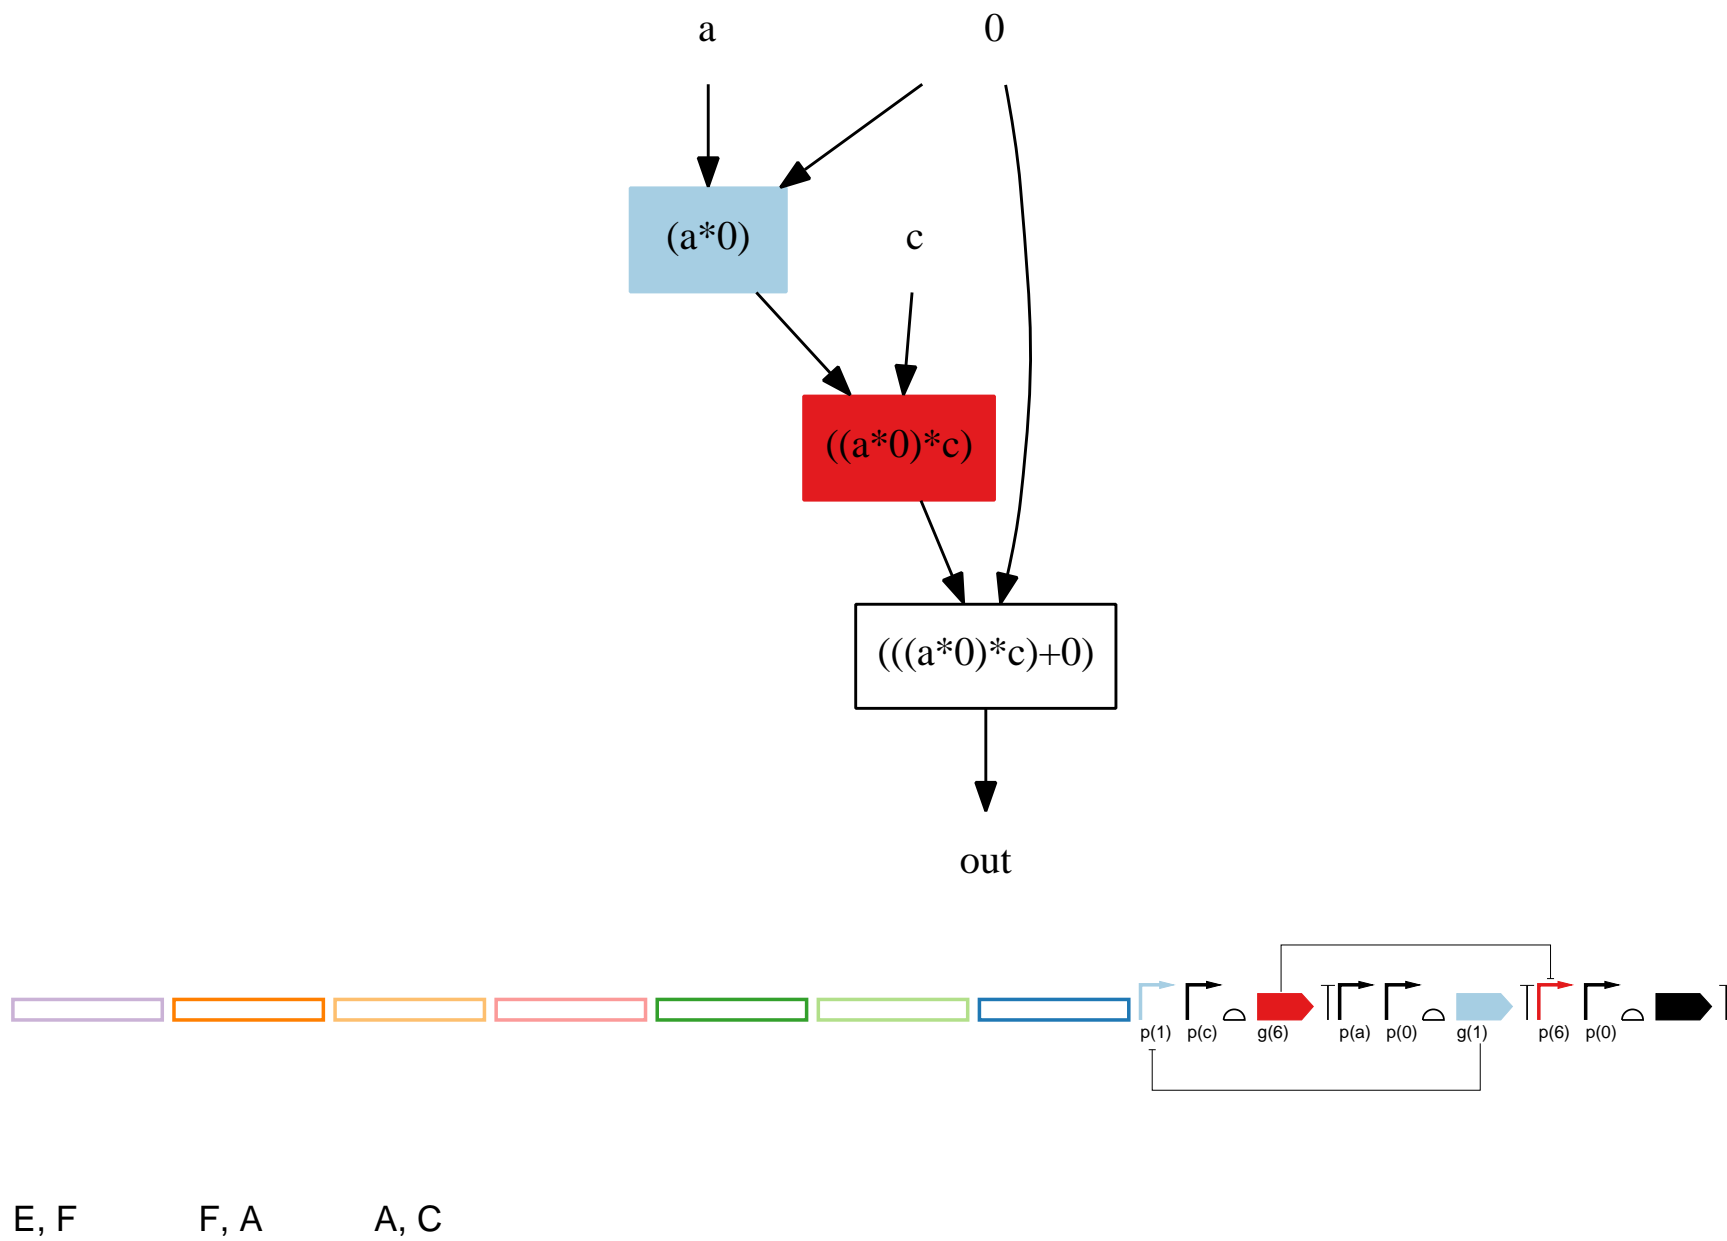 a 0
(a*0)
c
((a*0)*c)
(((a*0)*c)+0)
out
p(1) p(c) g(6) p(a) p(0) g(1) p(6) p(0)
E, F F, A A, C